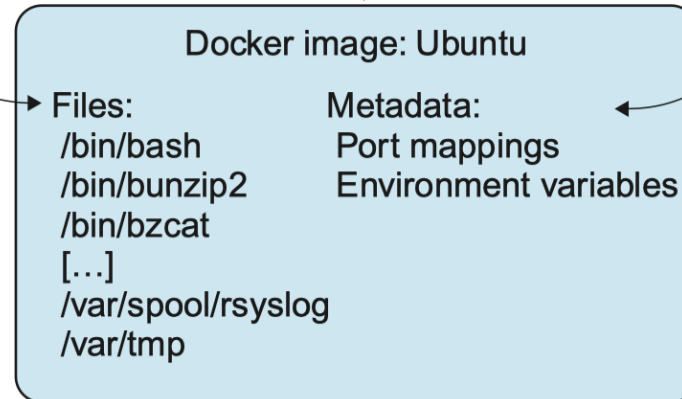 Docker image: Ubuntu
Files:
/bin/bash
/bin/bunzip2
/bin/bzcat
[…]
/var/spool/rsyslog
/var/tmp
Metadata:
Port mappings
Environment variables